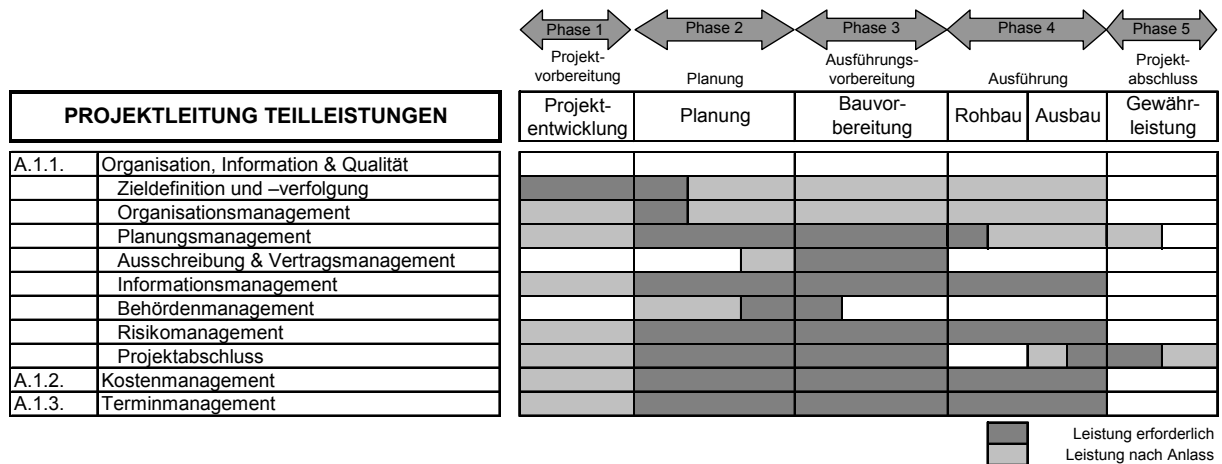 Phase 1 Phase 2 Phase 3 Phase 4 Phase 5
Projekt-
vorbereitung
Planung
Ausführungs-
vorbereitung
Ausführung
Projekt-
abschluss
PROJEKTLEITUNG TEILLEISTUNGEN
Projekt-
entwicklung
Planung
Bauvor-
bereitung
Rohbau
Ausbau
Gewähr-
leistung
A.1.1. Organisation, Information & Qualität
Zieldefinition und –verfolgung
Organisationsmanagement
Planungsmanagement
Ausschreibung & Vertragsmanagement
Informationsmanagement
Behördenmanagement
Risikomanagement
Projektabschluss
A.1.2. Kostenmanagement
A.1.3. Terminmanagement
Leistung erforderlich
Leistung nach Anlass